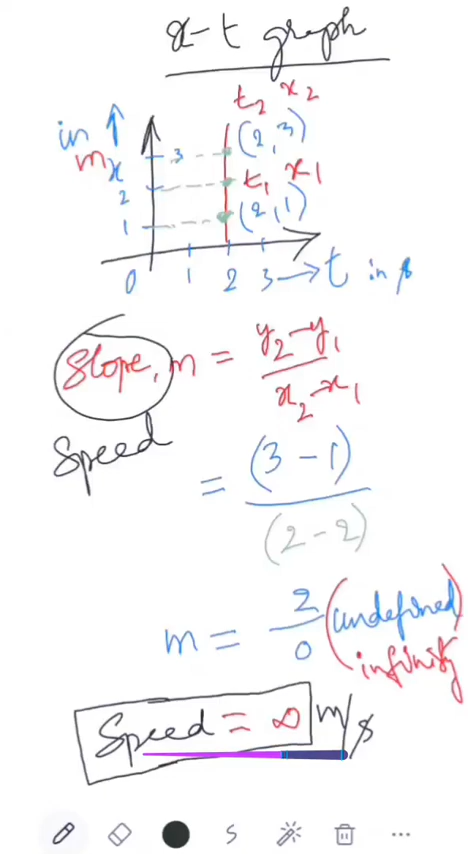 x-t graph
t₂ x₂
in ↑
m x
3
(2, 3)
2
t₁ x₁
1
(2, 1)
0 1 2 3 → t in s
Slope, m = y₂-y₁ / x₂-x₁
Speed
= (3 - 1) / (2 - 2)
m = 2/0 (undefined
infinity)
Speed = ∞ m/s